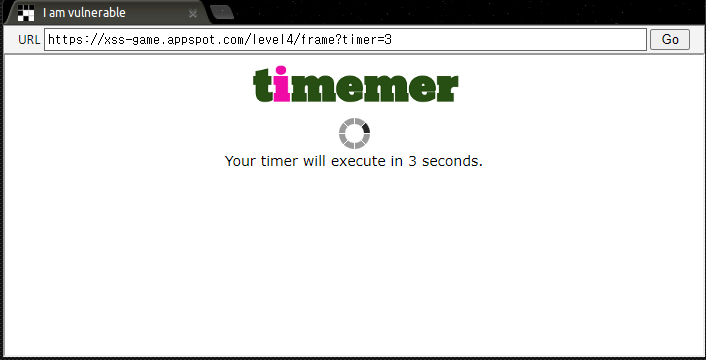 I am vulnerable
URL https://xss-game.appspot.com/level4/frame?timer=3 Go
timemer
Your timer will execute in 3 seconds.